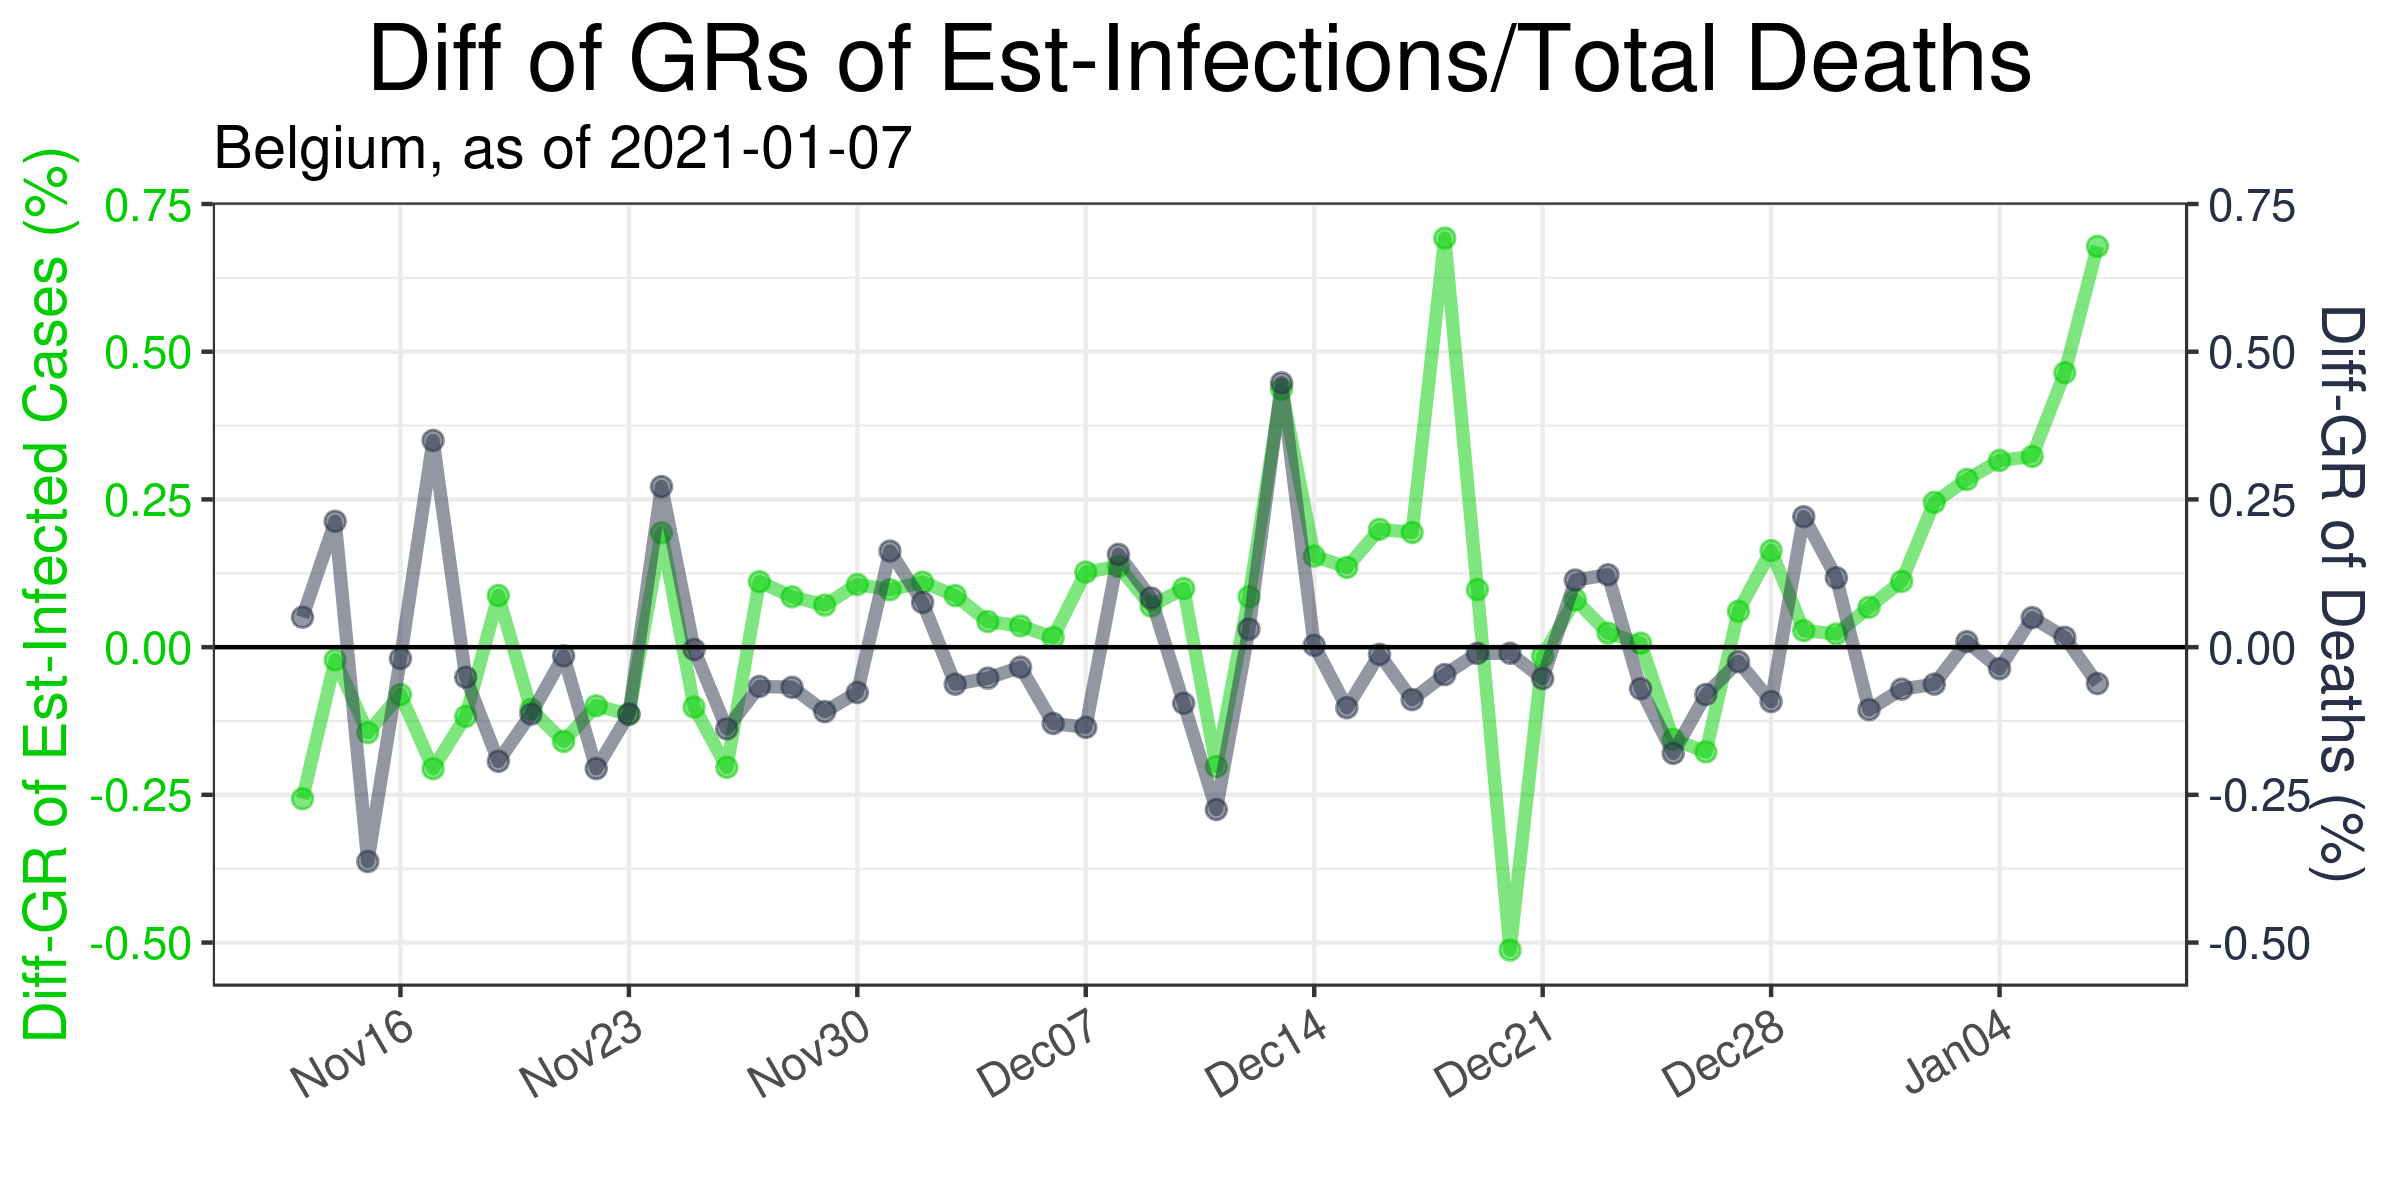 Diff of GRs of Est-Infections/Total Deaths
Belgium, as of 2021-01-07
Diff-GR of Est-Infected Cases (%)
0.75
0.50
0.25
0.00
-0.25
-0.50
0.75
0.50
0.25
0.00
-0.25
-0.50
Diff-GR of Deaths (%)
Nov16
Nov23
Nov30
Dec07
Dec14
Dec21
Dec28
Jan04